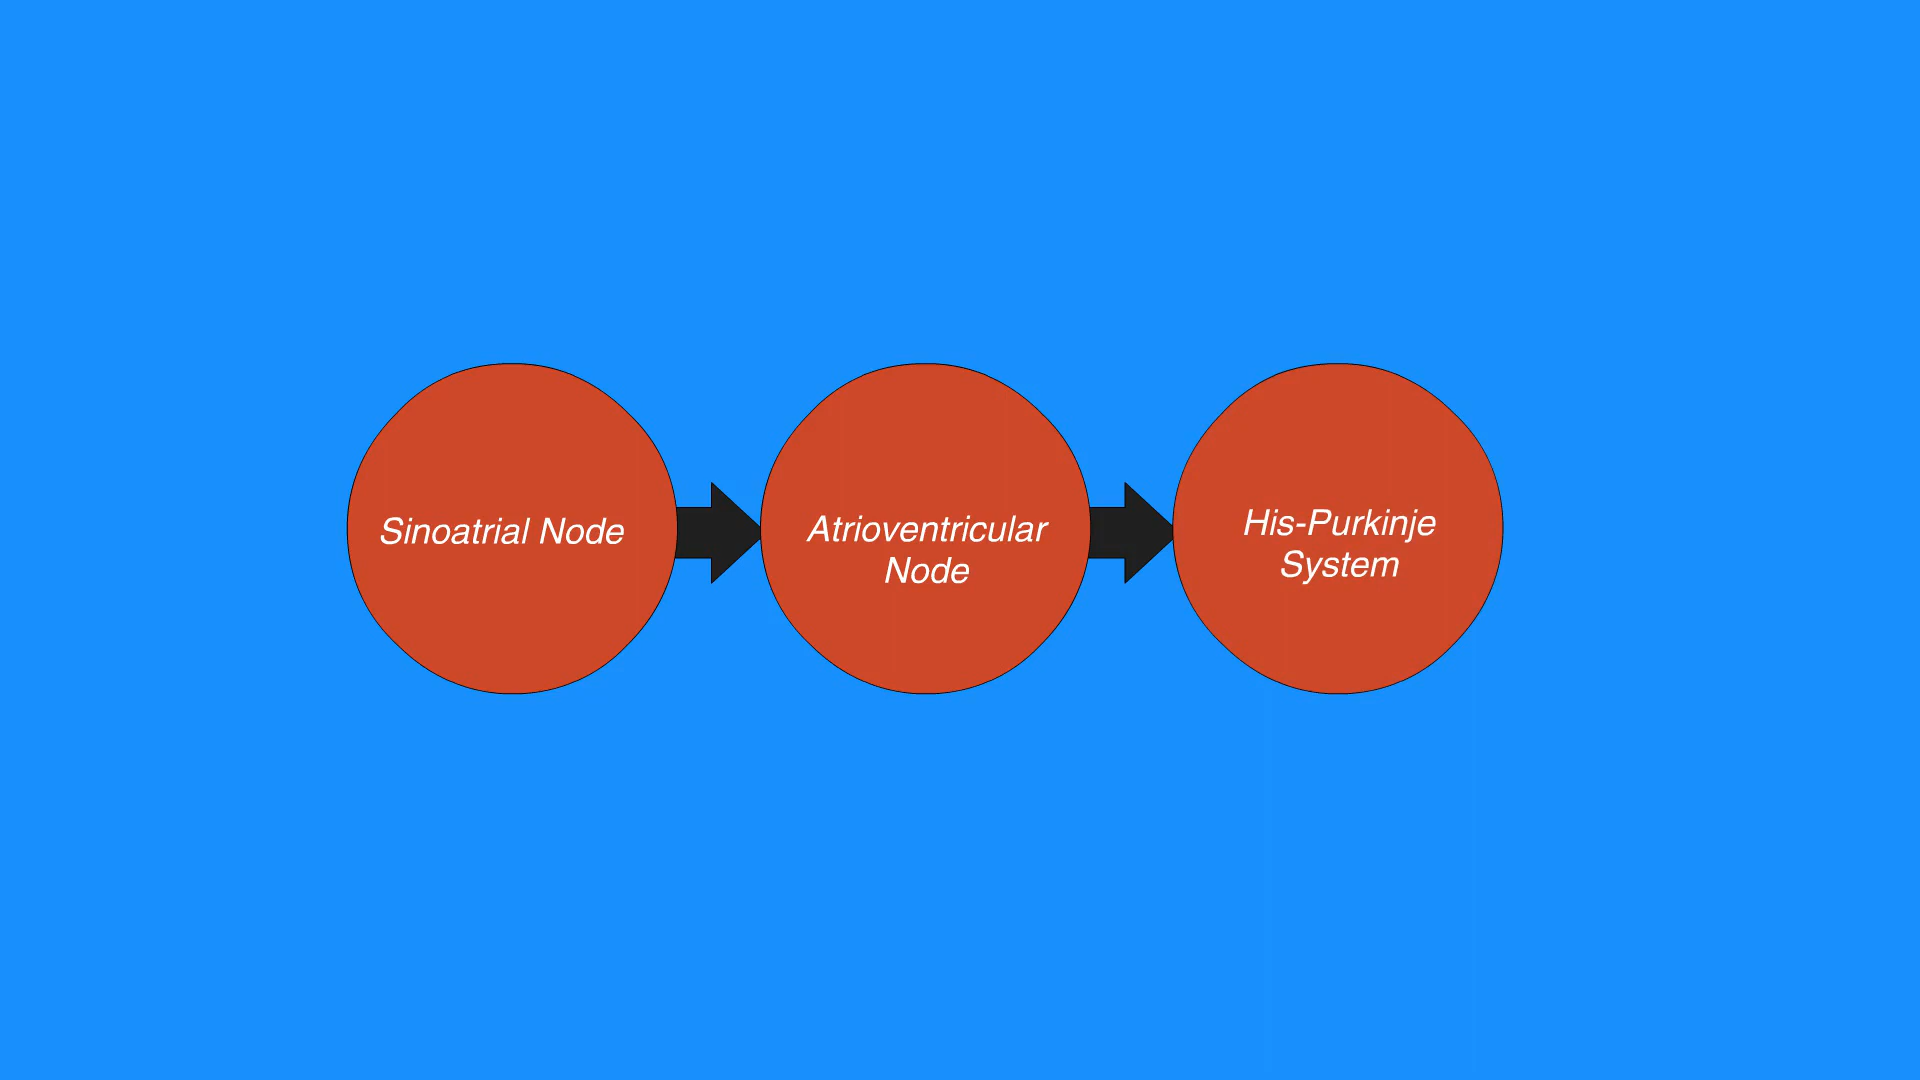 Sinoatrial Node
Atrioventricular
Node
His-Purkinje
System